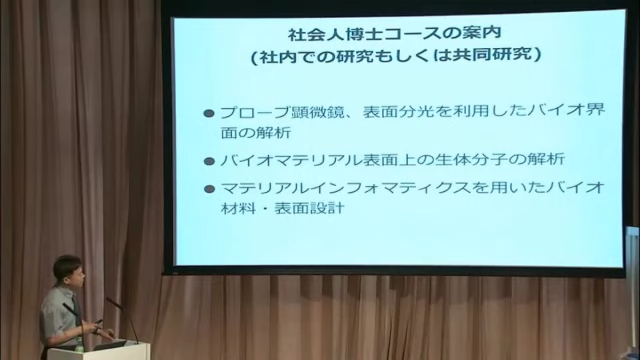 社会人博士コースの案内
(社内での研究もしくは共同研究)
● プローブ顕微鏡、表面分光を利用したバイオ界
面の解析
● バイオマテリアル表面上の生体分子の解析
● マテリアルインフォマティクスを用いたバイオ
材料・表面設計